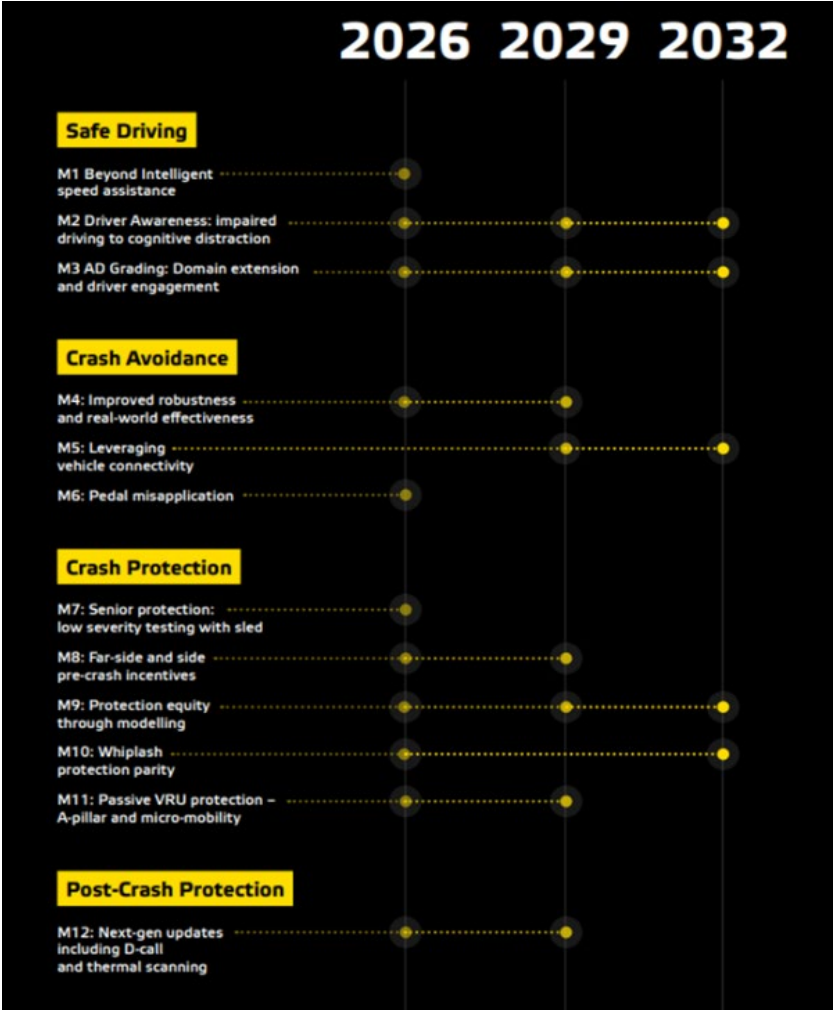 2026 2029 2032
Safe Driving
M1 Beyond Intelligent
speed assistance
M2 Driver Awareness: impaired
driving to cognitive distraction
M3 AD Grading: Domain extension
and driver engagement
Crash Avoidance
M4: Improved robustness
and real-world effectiveness
M5: Leveraging
vehicle connectivity
M6: Pedal misapplication
Crash Protection
M7: Senior protection:
low severity testing with sled
M8: Far-side and side
pre-crash incentives
M9: Protection equity
through modelling
M10: Whiplash
protection parity
M11: Passive VRU protection –
A-pillar and micro-mobility
Post-Crash Protection
M12: Next-gen updates
including D-call
and thermal scanning